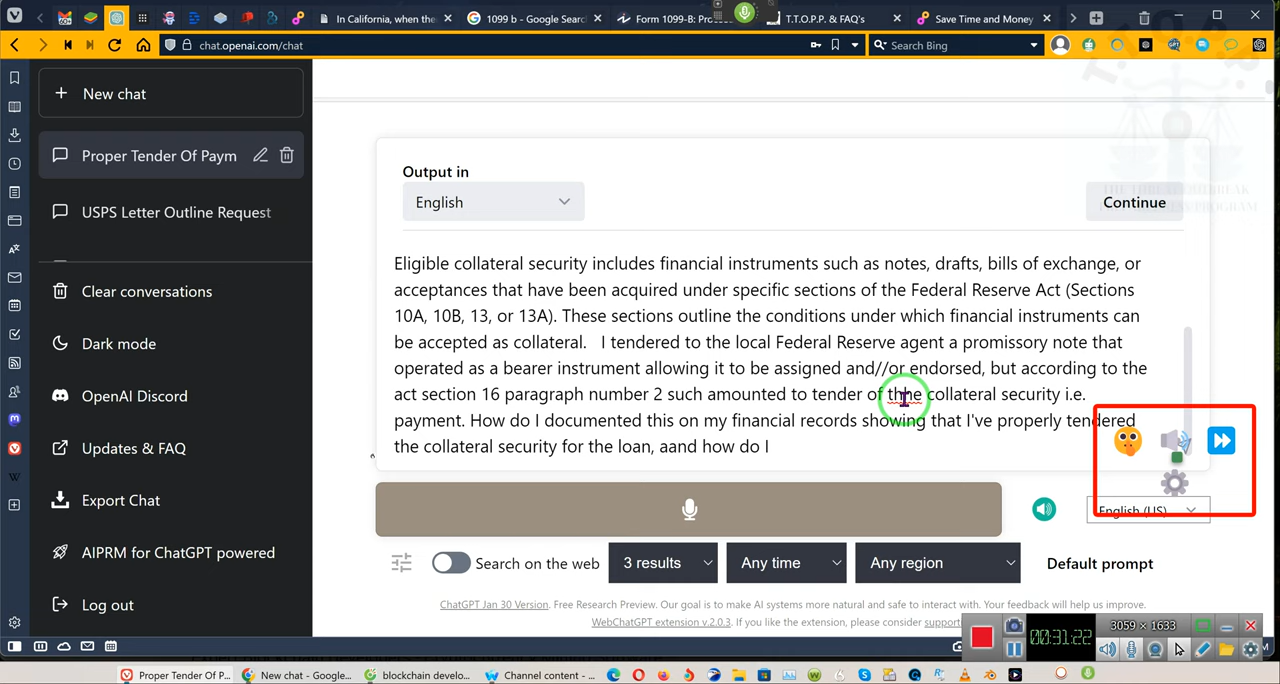 In California, when the
1099 b - Google Searc
Form 1099-B: Pro
T.T.O.P.P & FAQ's
Save Time and Money
chat.openai.com/chat
Search Bing
New chat
Proper Tender Of Paym
USPS Letter Outline Request
Clear conversations
Dark mode
OpenAI Discord
Updates & FAQ
Export Chat
AIPRM for ChatGPT powered
Log out
Output in
English
Continue
Eligible collateral security includes financial instruments such as notes, drafts, bills of exchange, or
acceptances that have been acquired under specific sections of the Federal Reserve Act (Sections
10A, 10B, 13, or 13A). These sections outline the conditions under which financial instruments can
be accepted as collateral.   I tendered to the local Federal Reserve agent a promissory note that
operated as a bearer instrument allowing it to be assigned and//or endorsed, but according to the
act section 16 paragraph number 2 such amounted to tender of thne collateral security i.e.
payment. How do I documented this on my financial records showing that I've properly tendered
the collateral security for the loan, aand how do I
English (US)
Search on the web
3 results
Any time
Any region
Default prompt
ChatGPT Jan 30 Version. Free Research Preview. Our goal is to make AI systems more natural and safe to interact with. Your feedback will help us improve.
WebChatGPT extension v.2.0.3. If you like the extension, please consider
3059 × 1633
00:31:22
Proper Tender Of P...
New chat - Google...
blockchain develo...
Channel content - ...